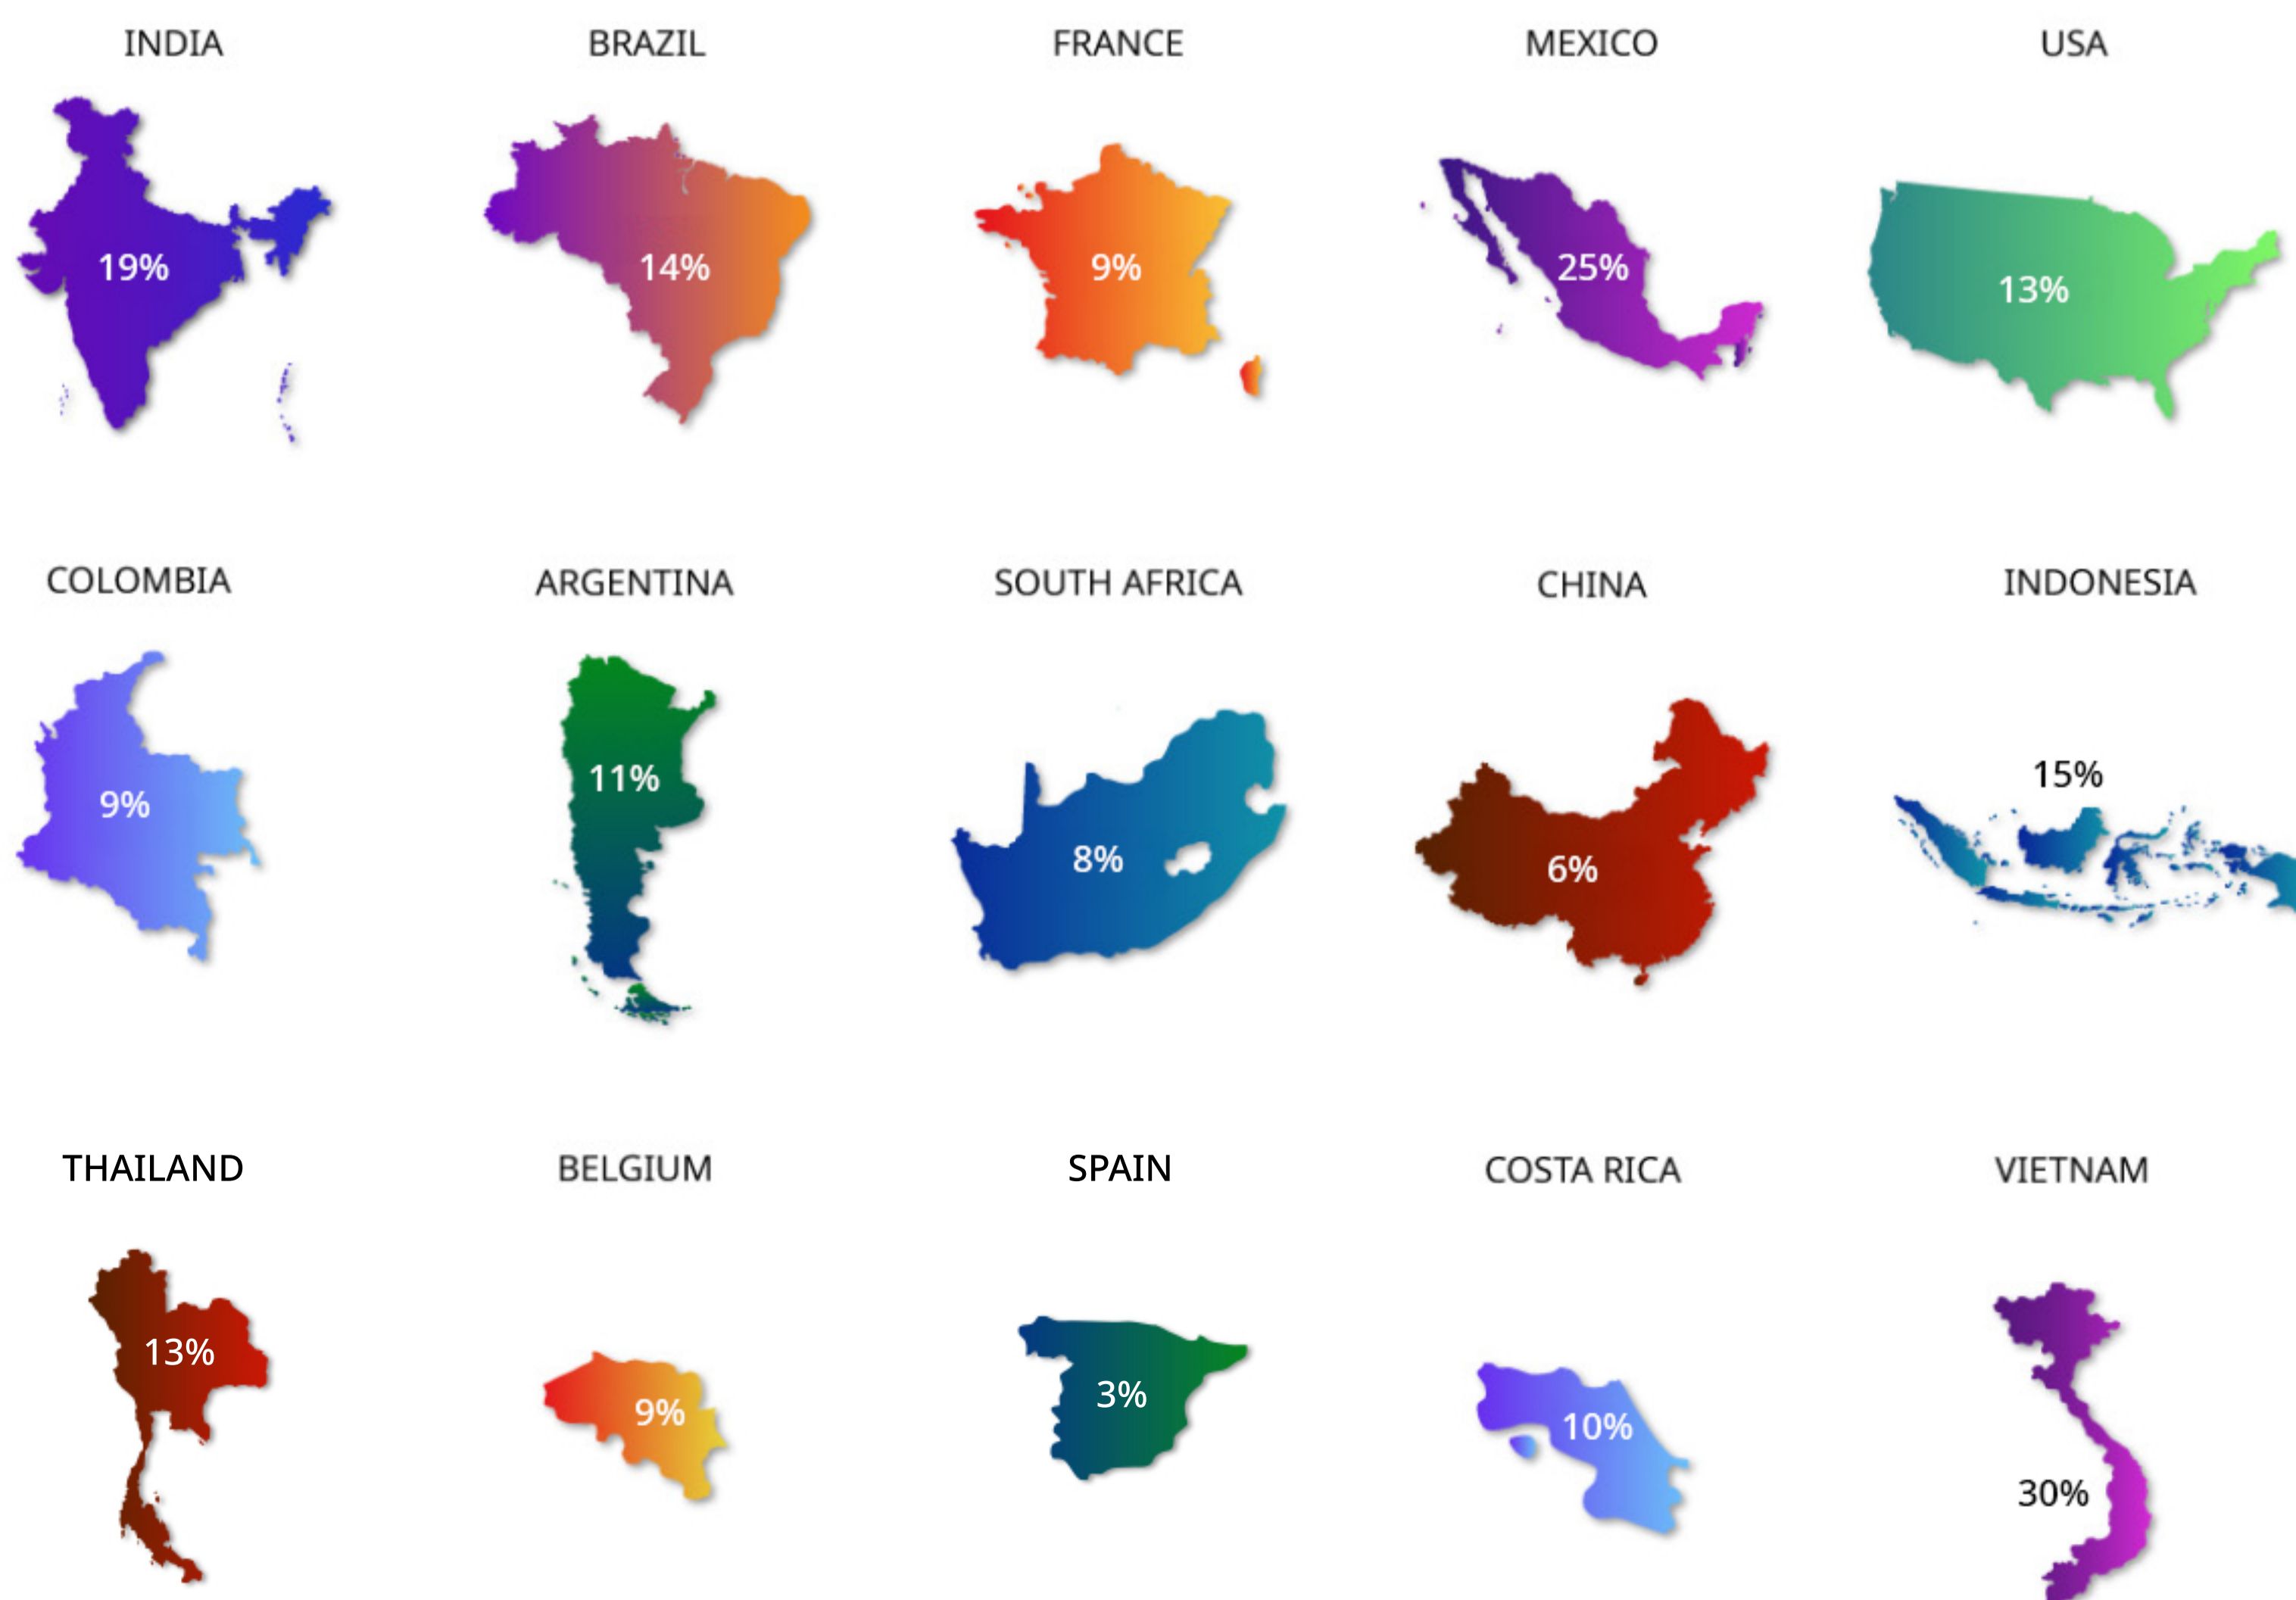 INDIA
BRAZIL
FRANCE
MEXICO
USA
19%
14%
9%
25%
13%
COLOMBIA
ARGENTINA
SOUTH AFRICA
CHINA
INDONESIA
9%
11%
8%
6%
15%
THAILAND
BELGIUM
SPAIN
COSTA RICA
VIETNAM
13%
9%
3%
10%
30%